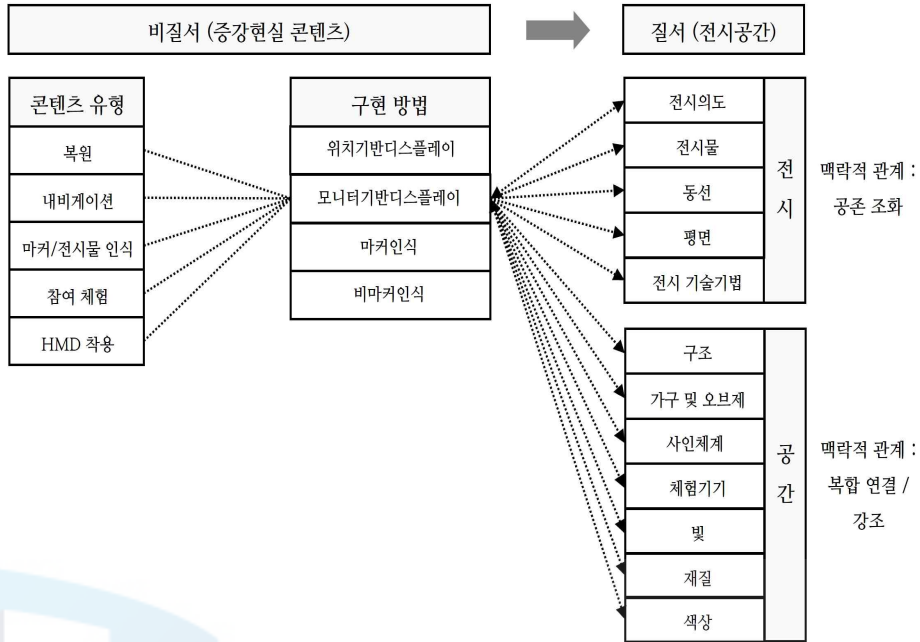 비질서 (증강현실 콘텐츠)
질서 (전시공간)
콘텐츠 유형
복원
내비게이션
마커/전시물 인식
참여 체험
HMD 착용
구현 방법
위치기반디스플레이
모니터기반디스플레이
마커인식
비마커인식
전시의도
전시물
동선
평면
전시 기술기법
전
시
맥락적 관계 :
공존 조화
구조
가구 및 오브제
사인체계
체험기기
빛
재질
색상
공
간
맥락적 관계 :
복합 연결 /
강조